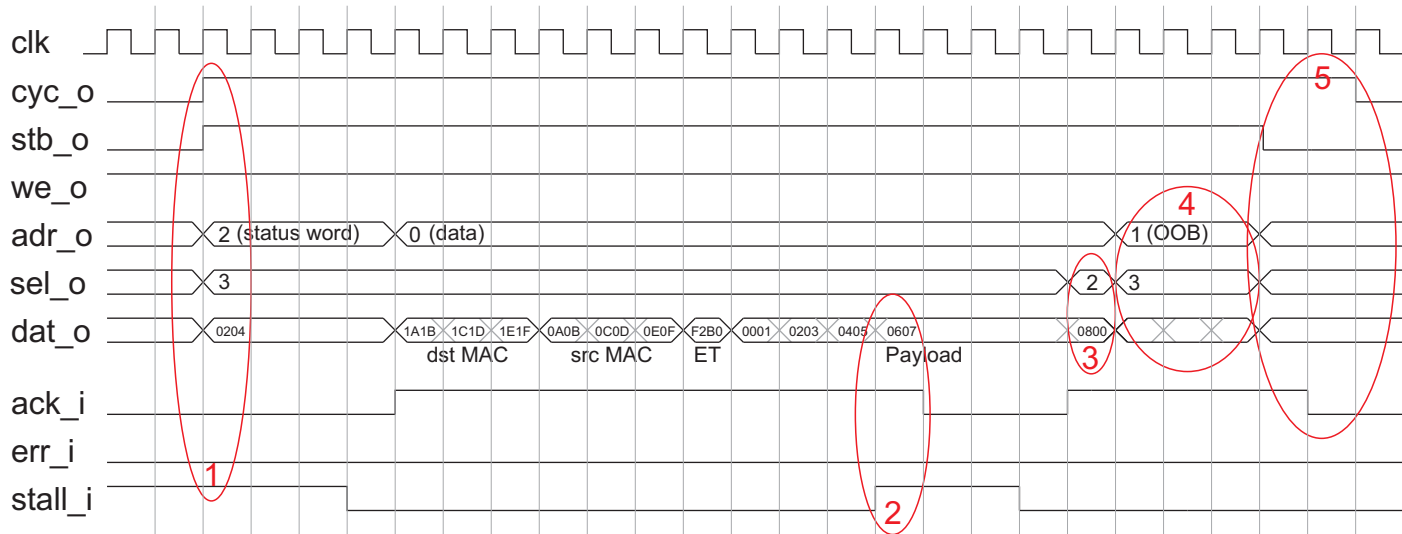 clk
cyc_o
5
stb_o
we_o
4
adr_o 2 (status word) 0 (data) 1 (OOB)
sel_o 3 2 3
dat_o 0204 1A1B 1C1D 1E1F 0A0B 0C0D 0E0F F2B0 0001 0203 0405 0607 0800
dst MAC src MAC ET Payload 3
ack_i
err_i
1
stall_i 2